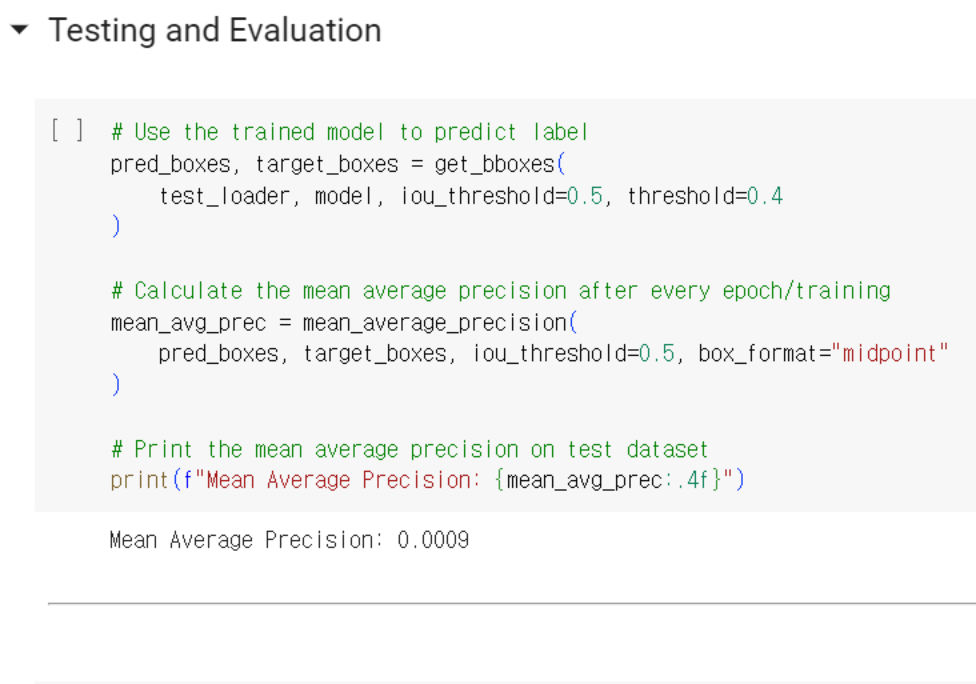 Testing and Evaluation
[ ] # Use the trained model to predict label
pred_boxes, target_boxes = get_bboxes(
    test_loader, model, iou_threshold=0.5, threshold=0.4
)
# Calculate the mean average precision after every epoch/training
mean_avg_prec = mean_average_precision(
    pred_boxes, target_boxes, iou_threshold=0.5, box_format="midpoint"
)
# Print the mean average precision on test dataset
print(f"Mean Average Precision: {mean_avg_prec:.4f}")
Mean Average Precision: 0.0009